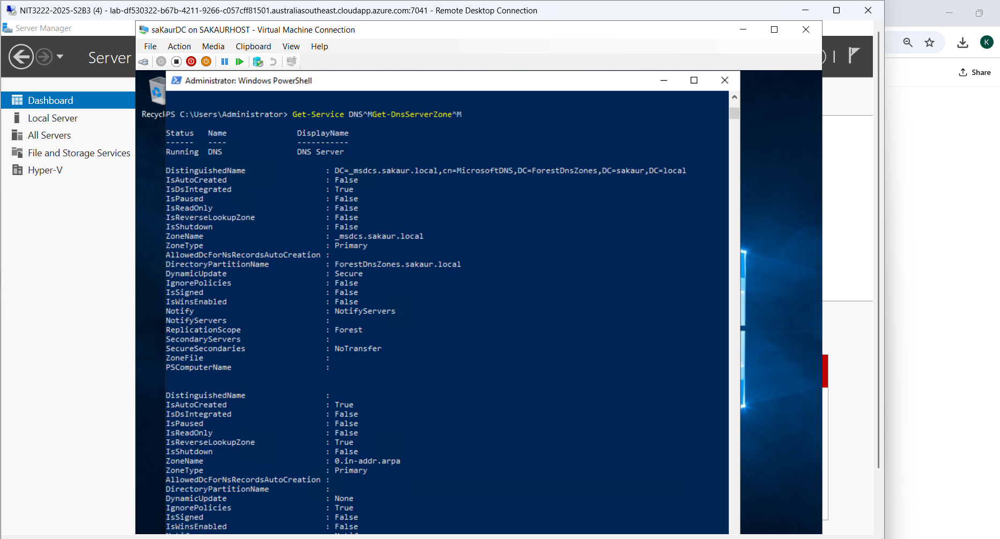 NIT3222-2025-S2B3 (4) - lab-df530322-b67b-4211-9266-c057cff81501.australiasoutheast.cloudapp.azure.com:7041 - Remote Desktop Connection
Server Manager
saKaurDC on SAKAURHOST - Virtual Machine Connection
File Action Media Clipboard View Help
Server
K
Share
Dashboard
Local Server
All Servers
File and Storage Services
Hyper-V
Administrator: Windows PowerShell
Recycl
PS C:\Users\Administrator> Get-Service DNS^MGet-DnsServerZone^M
Status Name DisplayName
------ ---- -----------
Running DNS DNS Server
DistinguishedName : DC=_msdcs.sakaur.local,cn=MicrosoftDNS,DC=ForestDnsZones,DC=sakaur,DC=local
IsAutoCreated : False
IsDsIntegrated : True
IsPaused : False
IsReadOnly : False
IsReverseLookupZone : False
IsShutdown : False
ZoneName : _msdcs.sakaur.local
ZoneType : Primary
AllowedDcForNsRecordsAutoCreation :
DirectoryPartitionName : ForestDnsZones.sakaur.local
DynamicUpdate : Secure
IgnorePolicies : False
IsSigned : False
IsWinsEnabled : False
Notify : NotifyServers
NotifyServers :
ReplicationScope : Forest
SecondaryServers :
SecureSecondaries : NoTransfer
ZoneFile :
PSComputerName :
DistinguishedName :
IsAutoCreated : True
IsDsIntegrated : False
IsPaused : False
IsReadOnly : False
IsReverseLookupZone : True
IsShutdown : False
ZoneName : 0.in-addr.arpa
ZoneType : Primary
AllowedDcForNsRecordsAutoCreation :
DirectoryPartitionName :
DynamicUpdate : None
IgnorePolicies : True
IsSigned : False
IsWinsEnabled : False